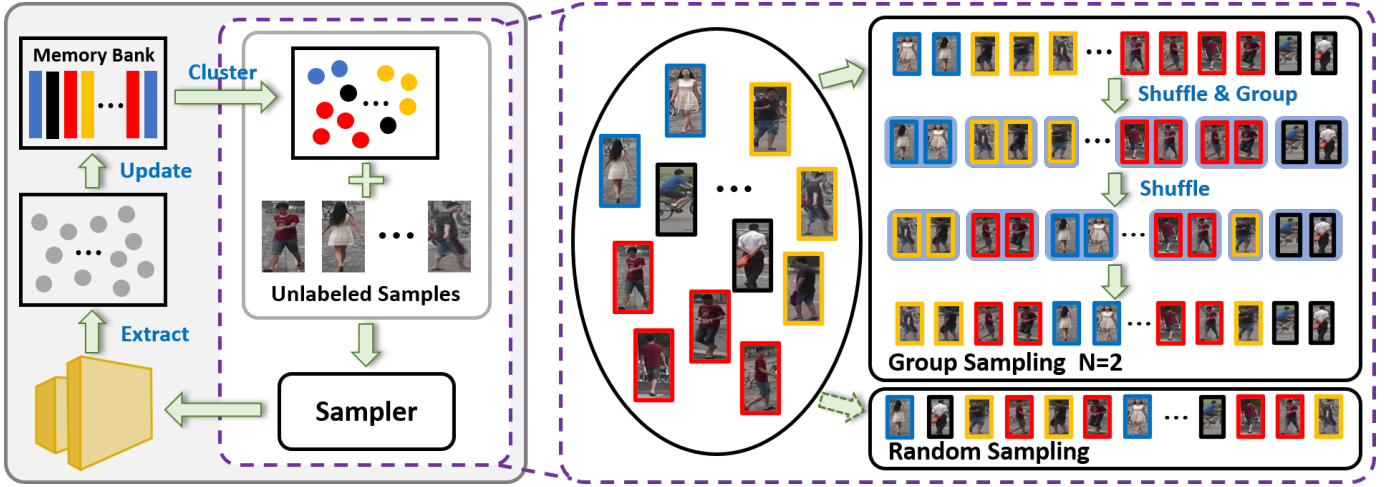 Memory Bank
Cluster
Update
Extract
Unlabeled Samples
Sampler
Shuffle & Group
Shuffle
Group Sampling N=2
Random Sampling